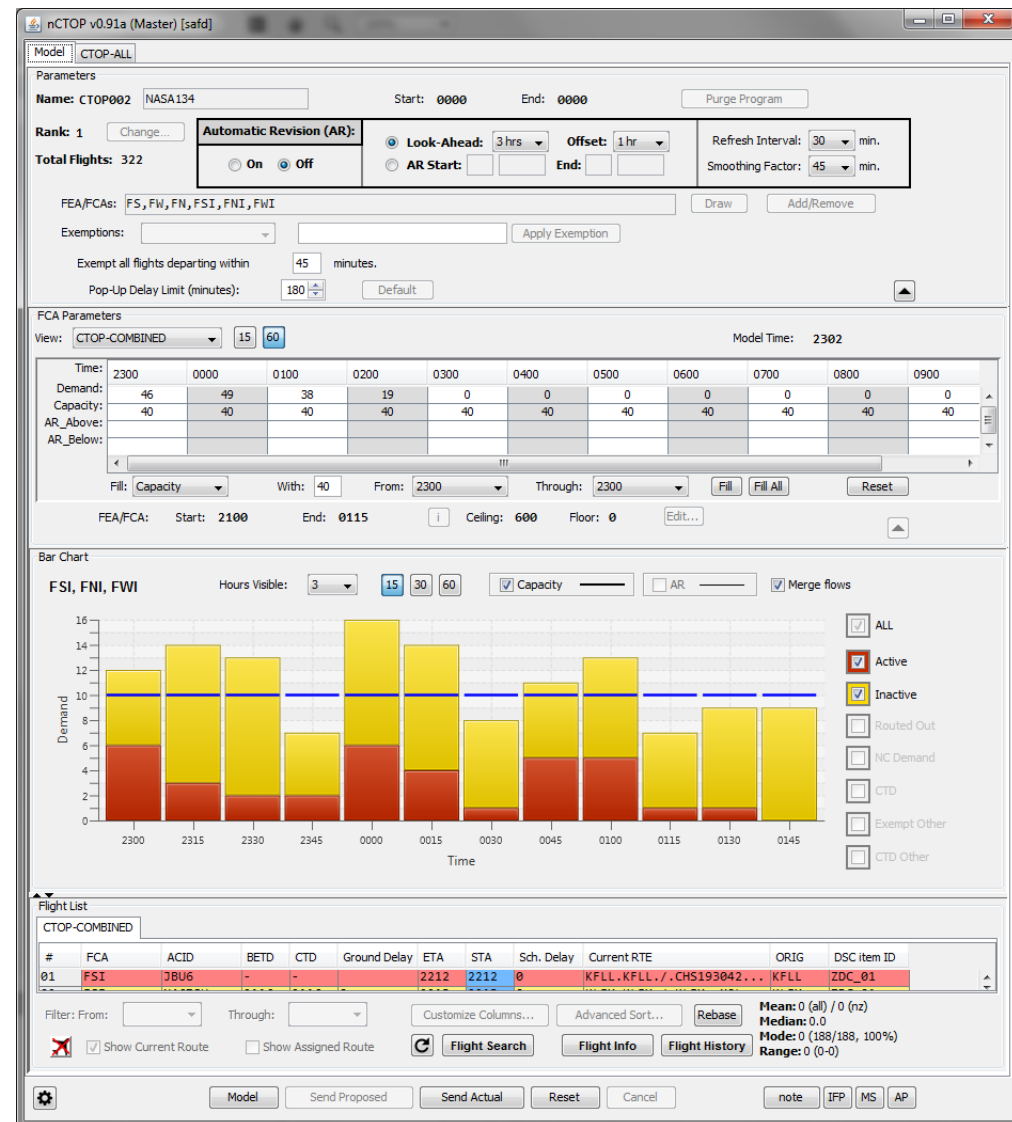 nCTOP v0.91a (Master) [safd]
Model CTOP-ALL
Parameters
Name: CTOP002 NASA134 Start: 0000 End: 0000 Purge Program
Rank: 1 Change... Automatic Revision (AR): Look-Ahead: 3 hrs Offset: 1 hr Refresh Interval: 30 min.
Total Flights: 322 On Off AR Start: End: Smoothing Factor: 45 min.
FEA/FCAs: FS,FW,FN,FSI,FNI,FWI Draw Add/Remove
Exemptions: Apply Exemption
Exempt all flights departing within 45 minutes.
Pop-Up Delay Limit (minutes): 180 Default
FCA Parameters
View: CTOP-COMBINED 15 60 Model Time: 2302
Time: 2300 0000 0100 0200 0300 0400 0500 0600 0700 0800 0900
Demand: 46 49 38 19 0 0 0 0 0 0 0
Capacity: 40 40 40 40 40 40 40 40 40 40 40
AR_Above:
AR_Below:
Fill: Capacity With: 40 From: 2300 Through: 2300 Fill Fill All Reset
FEA/FCA: Start: 2100 End: 0115 i Ceiling: 600 Floor: 0 Edit...
Bar Chart
FSI, FNI, FWI Hours Visible: 3 15 30 60 Capacity AR Merge flows
16
14
12
10
8
6
4
2
0
Demand
2300 2315 2330 2345 0000 0015 0030 0045 0100 0115 0130 0145
Time
ALL
Active
Inactive
Routed Out
NC Demand
CTD
Exempt Other
CTD Other
Flight List
CTOP-COMBINED
# FCA ACID BETD CTD Ground Delay ETA STA Sch. Delay Current RTE ORIG DSC item ID
01 FSI JBU6 - - 2212 2212 0 KFLL.KFLL./.CHS193042... KFLL ZDC_01
Filter: From: Through: Customize Columns... Advanced Sort... Rebase
Show Current Route Show Assigned Route C Flight Search Flight Info Flight History
Mean: 0 (all) / 0 (nz)
Median: 0.0
Mode: 0 (188/188, 100%)
Range: 0 (0-0)
Model Send Proposed Send Actual Reset Cancel note IFP MS AP